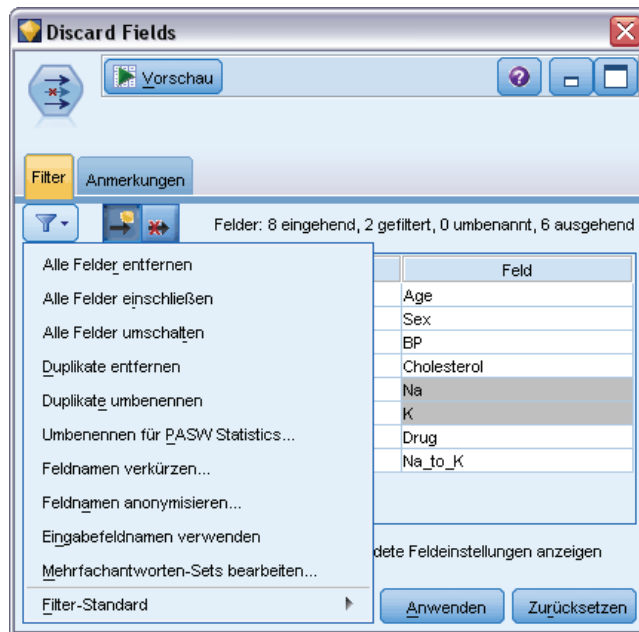 Discard Fields
Vorschau
Filter
Anmerkungen
Felder: 8 eingehend, 2 gefiltert, 0 umbenannt, 6 ausgehend
Alle Felder entfernen
Alle Felder einschließen
Alle Felder umschalten
Duplikate entfernen
Duplikate umbenennen
Umbenennen für PASW Statistics...
Feldnamen verkürzen...
Feldnamen anonymisieren...
Eingabefeldnamen verwenden
Mehrfachantworten-Sets bearbeiten...
Filter-Standard
Feld
Age
Sex
BP
Cholesterol
Na
K
Drug
Na_to_K
dete Feldeinstellungen anzeigen
Anwenden
Zurücksetzen